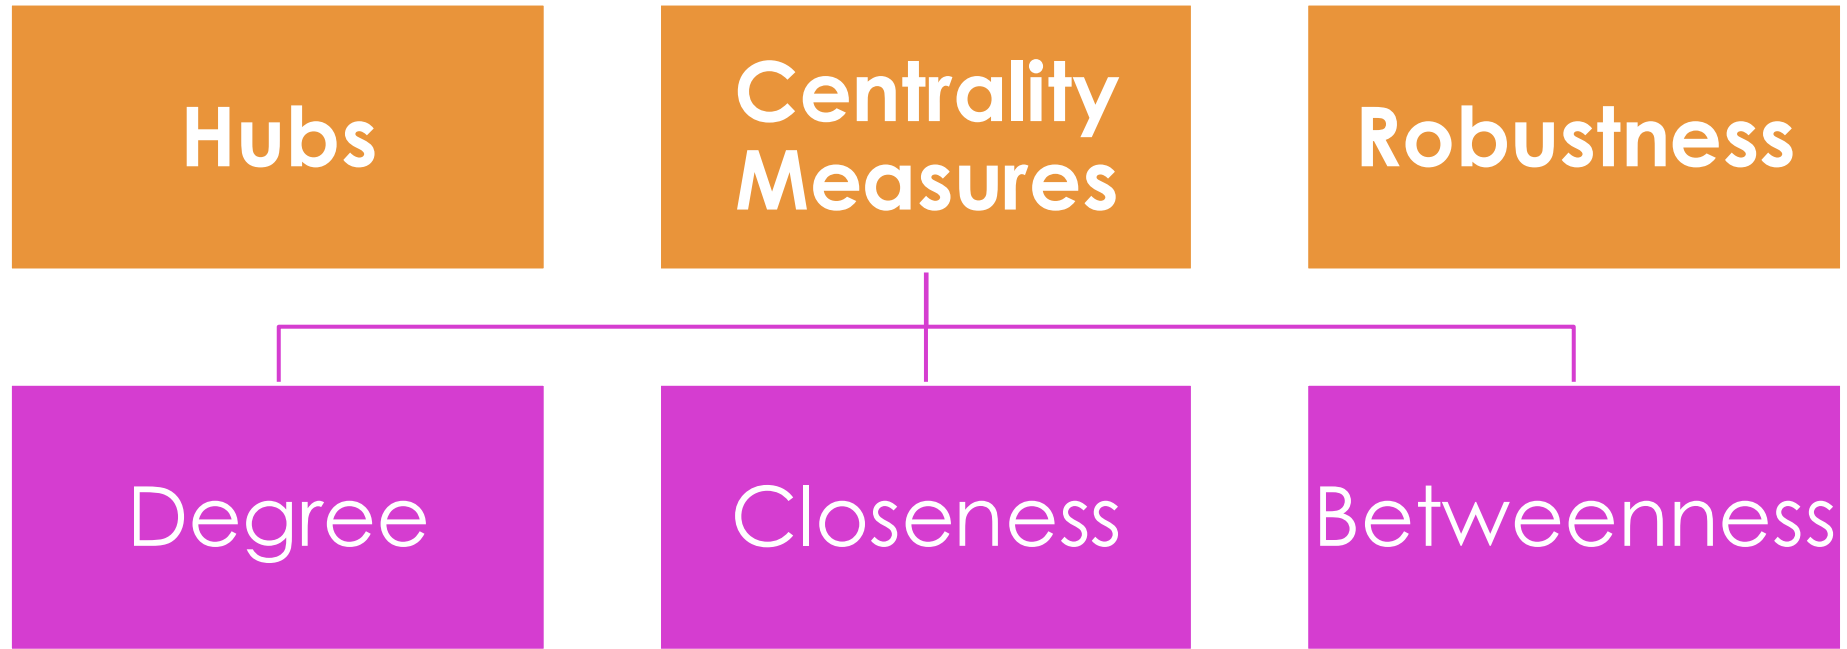 Hubs
Centrality
Measures
Robustness
Degree
Closeness
Betweenness